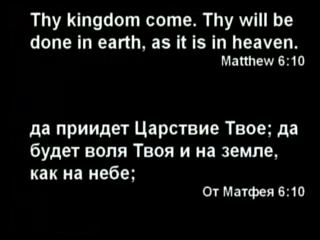 Thy kingdom come. Thy will be
done in earth, as it is in heaven.
Matthew 6:10
да приидет Царствие Твое; да
будет воля Твоя и на земле,
как на небе;
От Матфея 6:10